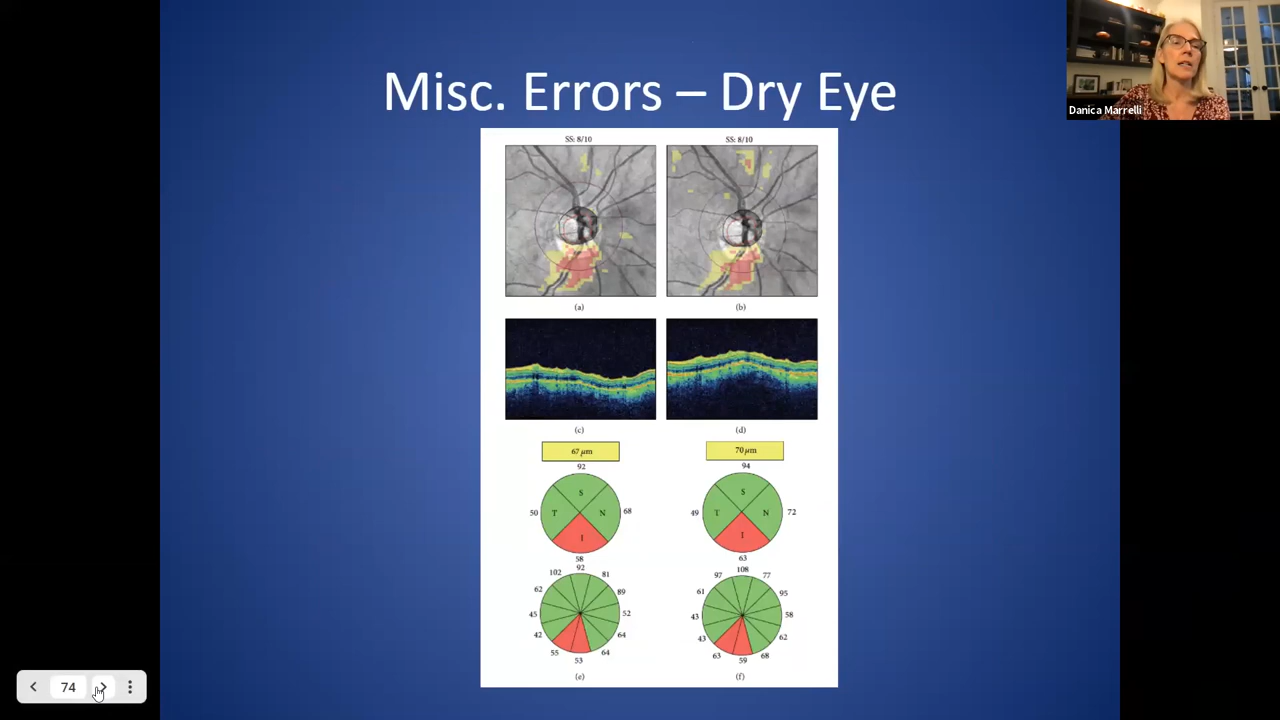 Misc. Errors – Dry Eye
Danica Marrelli
SS: 8/10
SS: 8/10
(a)
(b)
(c)
(d)
67 μm
70 μm
92
S
50
T
N
68
I
58
94
S
49
T
N
72
I
63
92
102
81
62
89
45
52
42
64
55
64
53
(e)
108
97
77
61
95
43
58
43
62
63
68
59
(f)
74